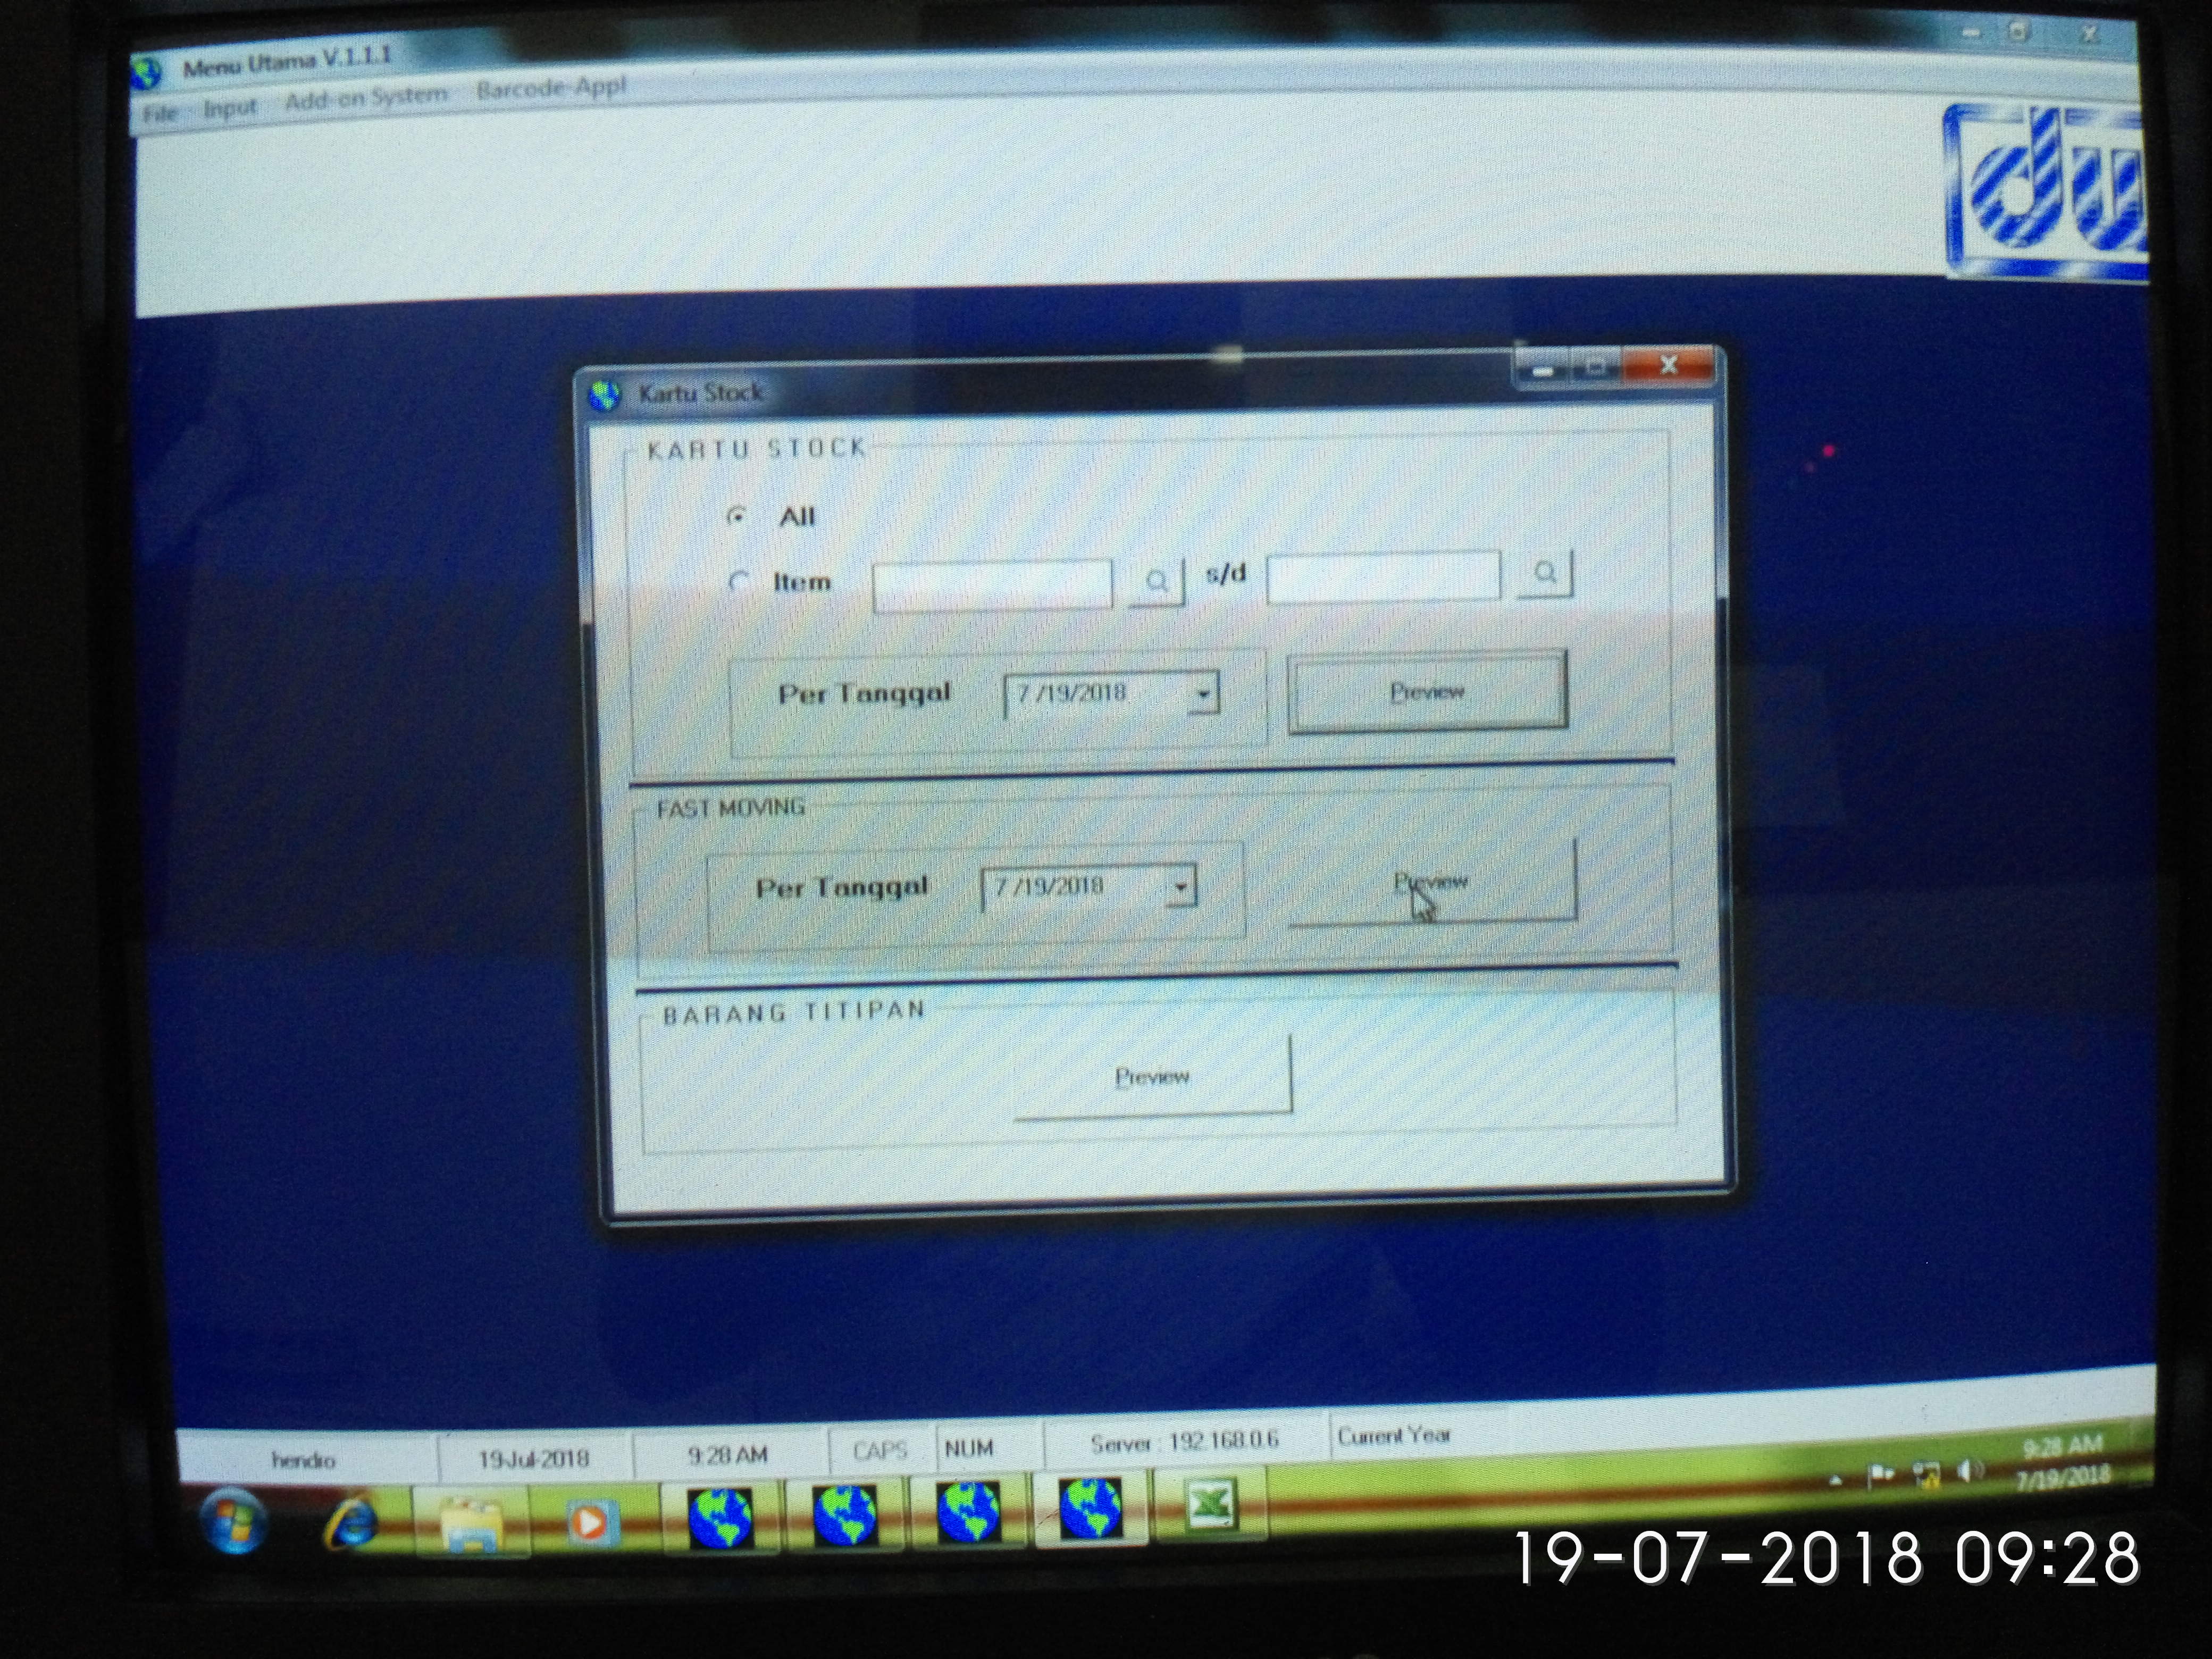 Menu Utama V.1.1.1
File Input Add-on System Barcode-Appl
du
Kartu Stock
KARTU STOCK
All
Item s/d
Per Tanggal 7 /19/2018 Preview
FAST MOVING
Per Tanggal 7 /19/2018 Preview
BARANG TITIPAN
Preview
hendro 19-Jul-2018 9:28 AM CAPS NUM Server : 192.168.0.6 Current Year
9:28 AM
7/19/2018
19-07-2018 09:28